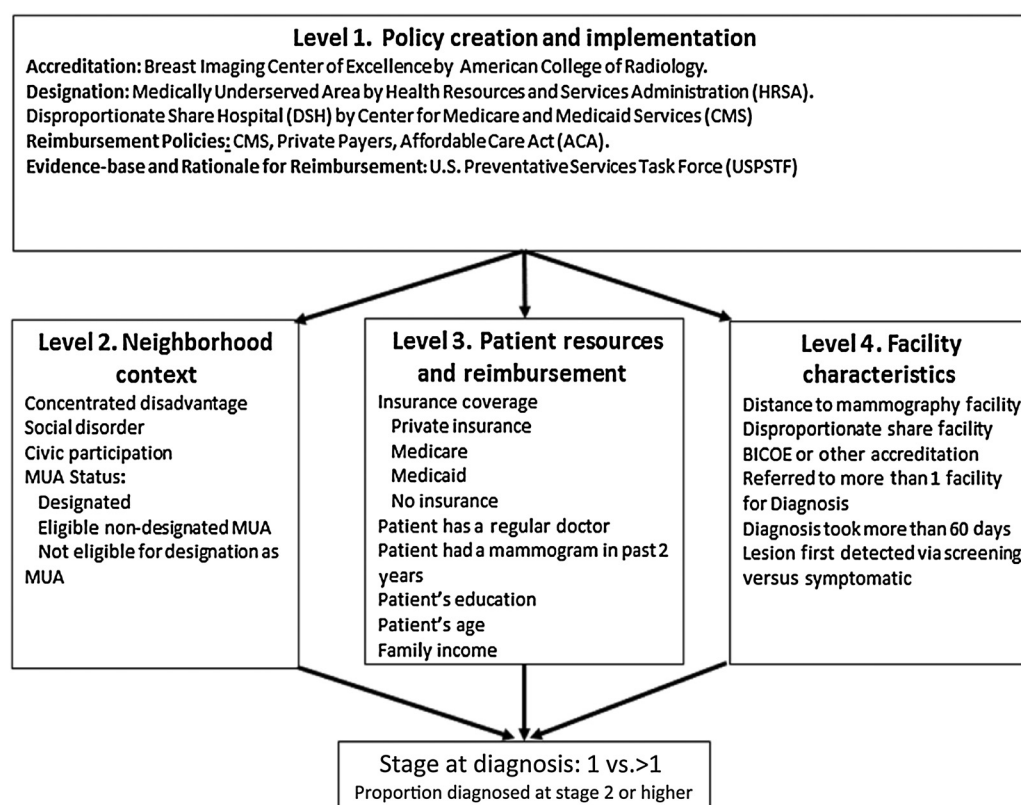 Level 1. Policy creation and implementation
Accreditation: Breast Imaging Center of Excellence by American College of Radiology.
Designation: Medically Underserved Area by Health Resources and Services Administration (HRSA).
Disproportionate Share Hospital (DSH) by Center for Medicare and Medicaid Services (CMS)
Reimbursement Policies: CMS, Private Payers, Affordable Care Act (ACA).
Evidence-base and Rationale for Reimbursement: U.S. Preventative Services Task Force (USPSTF)
Level 2. Neighborhood
context
Concentrated disadvantage
Social disorder
Civic participation
MUA Status:
Designated
Eligible non-designated MUA
Not eligible for designation as
MUA
Level 3. Patient resources
and reimbursement
Insurance coverage
Private insurance
Medicare
Medicaid
No insurance
Patient has a regular doctor
Patient had a mammogram in past 2
years
Patient's education
Patient's age
Family income
Level 4. Facility
characteristics
Distance to mammography facility
Disproportionate share facility
BICOE or other accreditation
Referred to more than 1 facility
for Diagnosis
Diagnosis took more than 60 days
Lesion first detected via screening
versus symptomatic
Stage at diagnosis: 1 vs.>1
Proportion diagnosed at stage 2 or higher